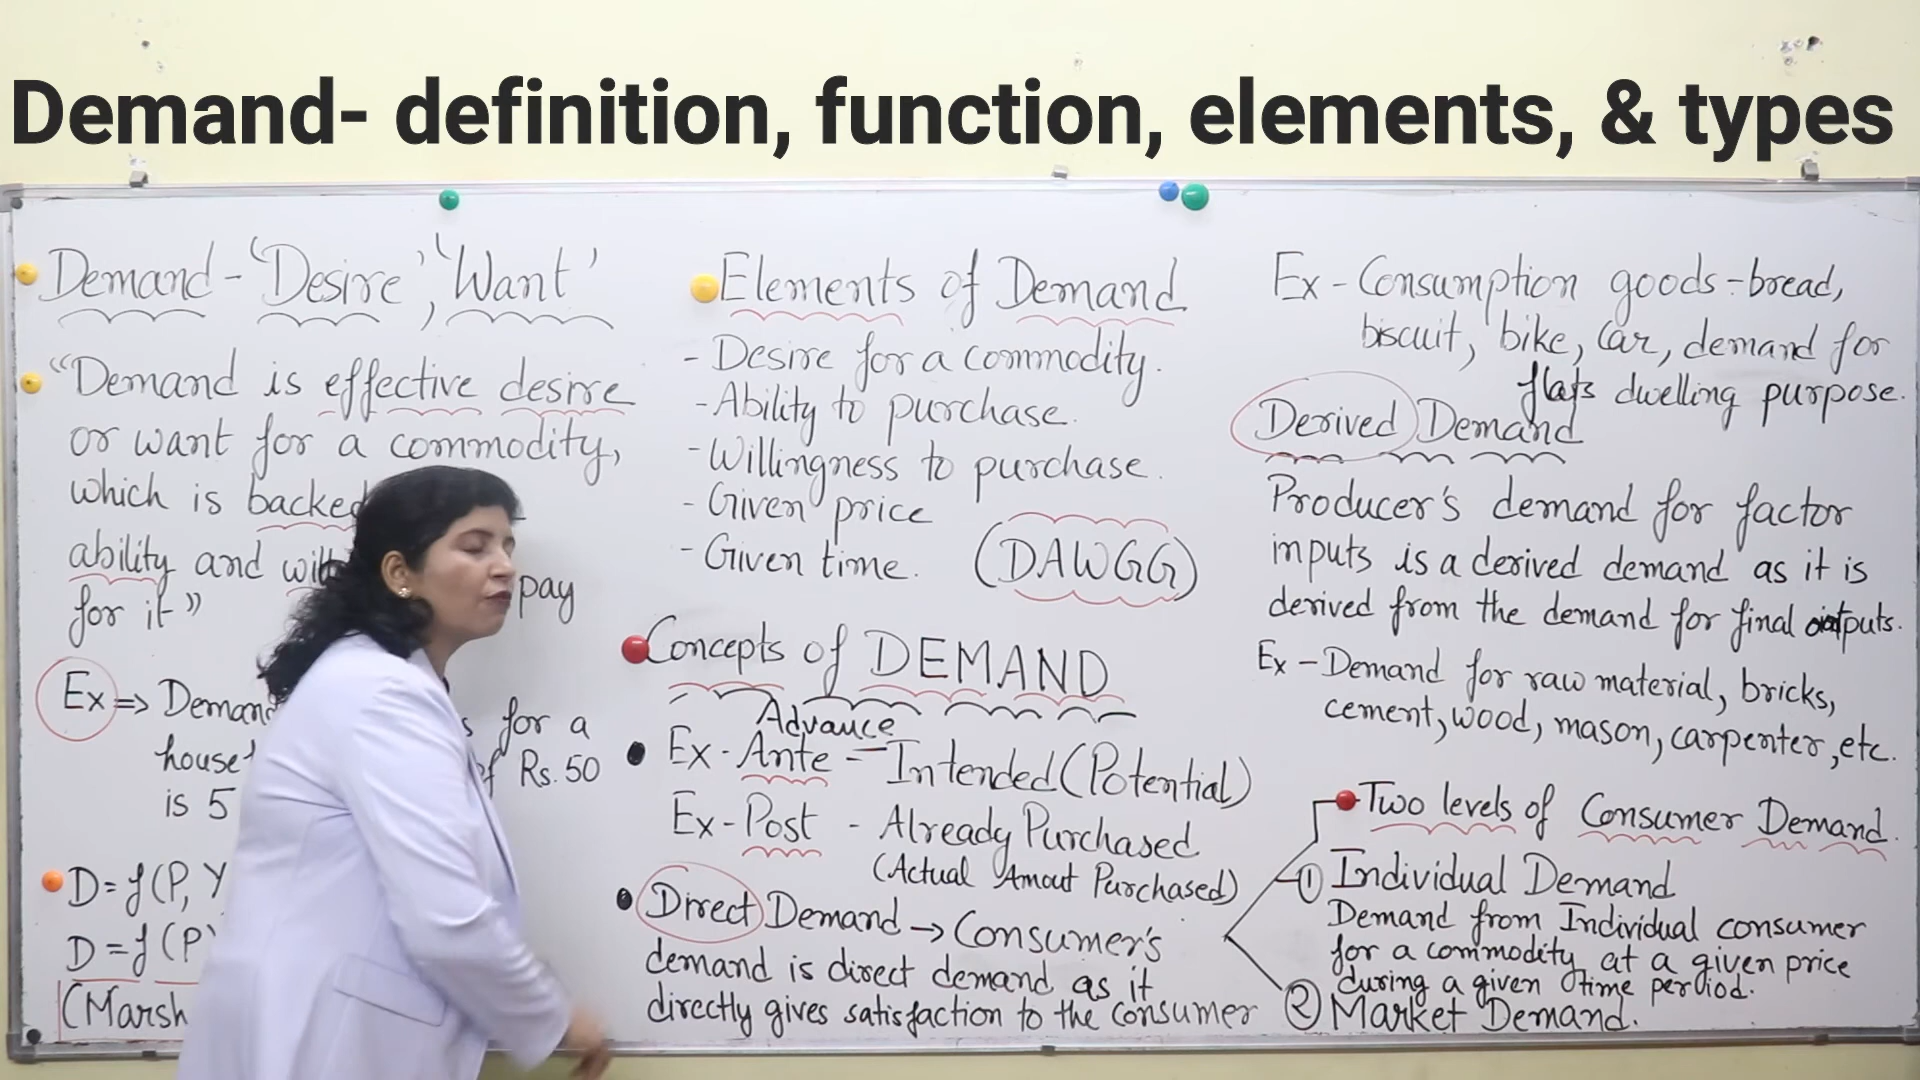 Demand- definition, function, elements, & types
Demand - 'Desire', 'Want'
"Demand is effective desire
or want for a commodity,
which is backed
ability and will pay
for it"
Ex => Deman s for a
house of Rs. 50
is 5
D = f (P, Y
D = f (P)
(Marsh
Elements of Demand
- Desire for a commodity.
- Ability to purchase.
- Willingness to purchase.
- Given price
- Given time. (DAWGG)
Concepts of DEMAND
Advance
Ex - Ante - Intended (Potential)
Ex - Post - Already Purchased
(Actual Amout Purchased)
Direct Demand → Consumer's
demand is direct demand as it
directly gives satisfaction to the consumer
Ex - Consumption goods - bread,
biscuit, bike, car, demand for
flats dwelling purpose.
Derived Demand
Producer's demand for factor
inputs is a derived demand as it is
derived from the demand for final outputs.
Ex - Demand for raw material, bricks,
cement, wood, mason, carpenter, etc.
Two levels of Consumer Demand.
① Individual Demand
Demand from Individual consumer
for a commodity at a given price
during a given time period.
② Market Demand.